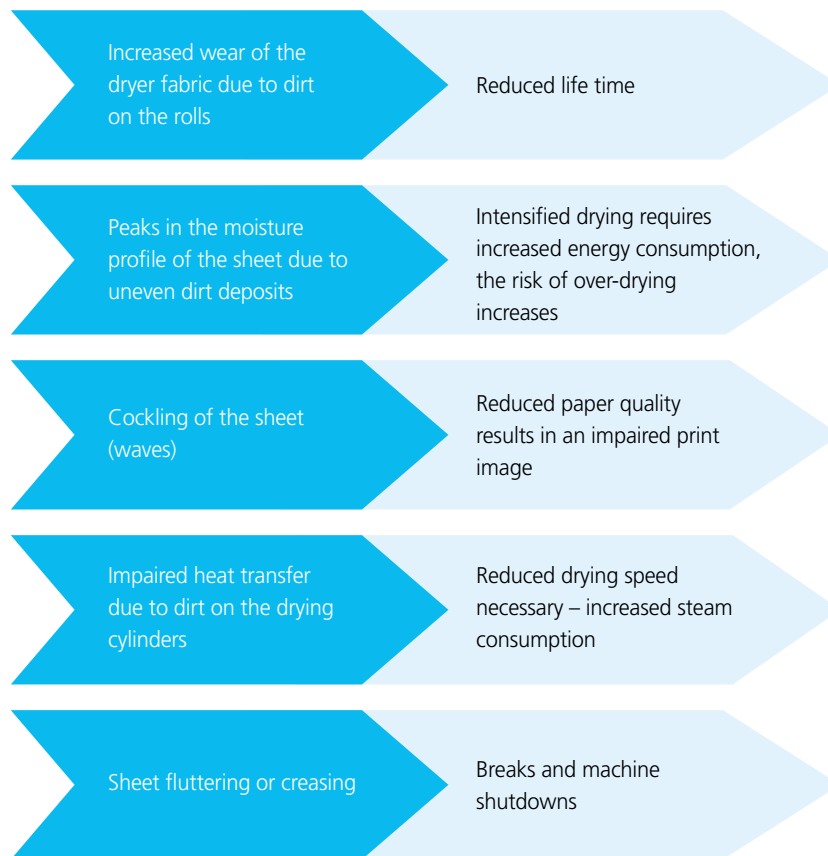 Increased wear of the
dryer fabric due to dirt
on the rolls
Reduced life time
Peaks in the moisture
profile of the sheet due to
uneven dirt deposits
Intensified drying requires
increased energy consumption,
the risk of over-drying
increases
Cockling of the sheet
(waves)
Reduced paper quality
results in an impaired print
image
Impaired heat transfer
due to dirt on the drying
cylinders
Reduced drying speed
necessary – increased steam
consumption
Sheet fluttering or creasing
Breaks and machine
shutdowns